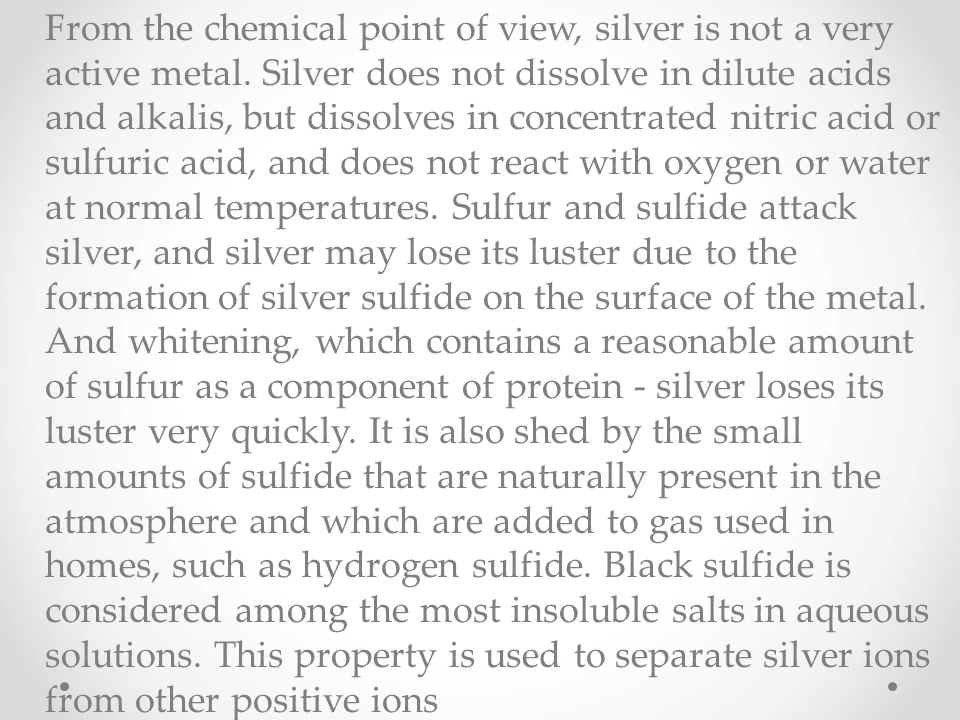 From the chemical point of view, silver is not a very
active metal. Silver does not dissolve in dilute acids
and alkalis, but dissolves in concentrated nitric acid or
sulfuric acid, and does not react with oxygen or water
at normal temperatures. Sulfur and sulfide attack
silver, and silver may lose its luster due to the
formation of silver sulfide on the surface of the metal.
And whitening, which contains a reasonable amount
of sulfur as a component of protein - silver loses its
luster very quickly. It is also shed by the small
amounts of sulfide that are naturally present in the
atmosphere and which are added to gas used in
homes, such as hydrogen sulfide. Black sulfide is
considered among the most insoluble salts in aqueous
solutions. This property is used to separate silver ions
from other positive ions